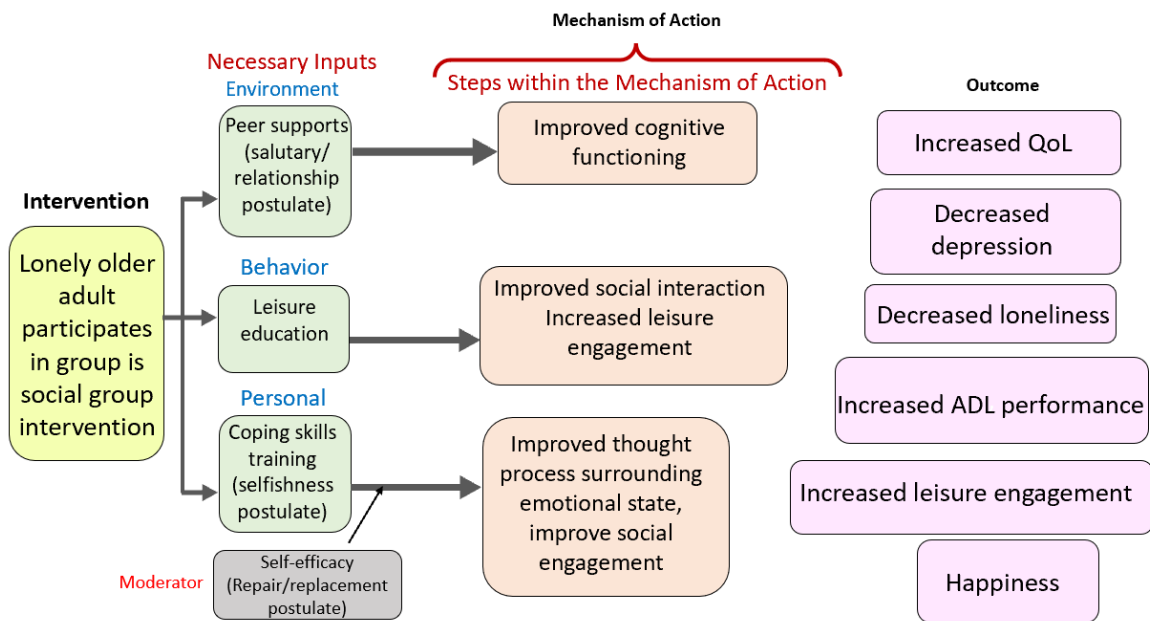 Mechanism of Action
Necessary Inputs
Steps within the Mechanism of Action
Environment
Outcome
Peer supports
(salutary/
relationship
postulate)
Improved cognitive
functioning
Increased QoL
Intervention
Lonely older
adult
participates
in group is
social group
intervention
Decreased
depression
Behavior
Leisure
education
Improved social interaction
Increased leisure
engagement
Decreased loneliness
Personal
Coping skills
training
(selfishness
postulate)
Improved thought
process surrounding
emotional state,
improve social
engagement
Increased ADL performance
Increased leisure engagement
Moderator
Self-efficacy
(Repair/replacement
postulate)
Happiness